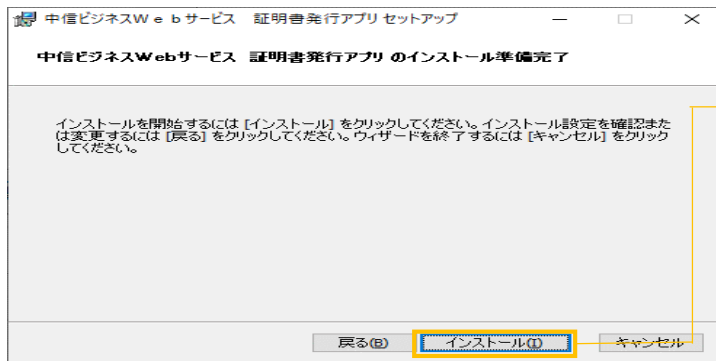 中信ビジネスＷｅｂサービス　証明書発行アプリ セットアップ
中信ビジネスWebサービス 証明書発行アプリ のインストール準備完了
インストールを開始するには [インストール] をクリックしてください。インストール設定を確認また
は変更するには [戻る] をクリックしてください。ウィザードを終了するには [キャンセル] をクリック
してください。
戻る(B) インストール(I) キャンセル